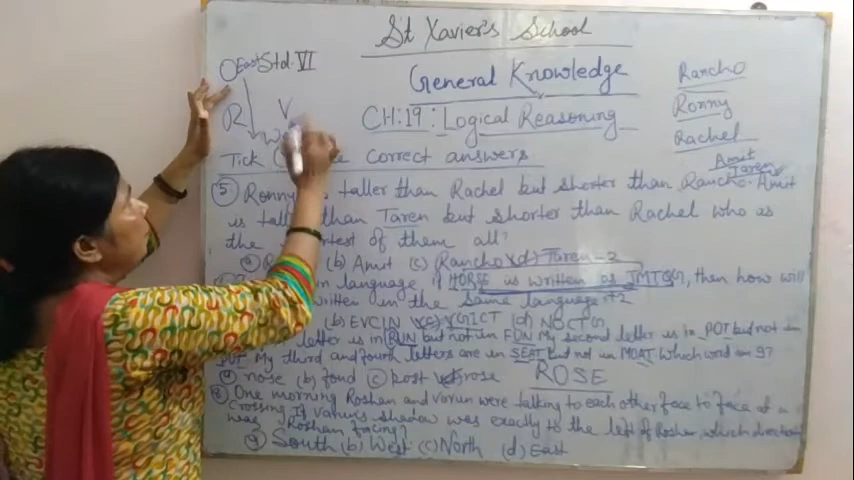 St Xavier's School
East Std. VI
General Knowledge
CH:19: Logical Reasoning
Rancho
Ronny
Rachel
Amit
Taren
R V
Tick correct answers
⑤ Ronny is taller than Rachel but shorter than Rancho. Amit
is than Taren but shorter than Rachel who is
the of them all?
(a) (b) Amit (c) Rancho (d) Taren
language if HORSE is written as then how will
written in the same language +2
(b) EVCIN
letter is in RUN but not in FUN My second letter is in POT but not in
PUT My third and fourth letters are in SEAT but not in MOAT Which word am I?
(a) nose (b) fond (c) post rose ROSE
⑧ One morning Roshan and Varun were talking to each other face to face at a
crossing If Varun's shadow was exactly to the left of Roshan which direction
was Roshan facing?
(a) South (b) West (c) North (d) East